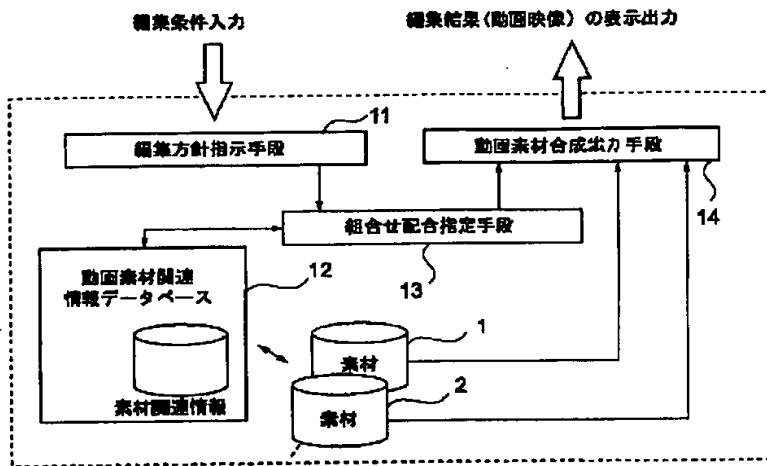 編集条件入力
編集結果(動画映像)の表示出力
11
編集方針指示手段
動画素材合成出力手段
14
組合せ配合指定手段
13
動画素材関連
情報データベース
12
素材関連情報
1
素材
2
素材